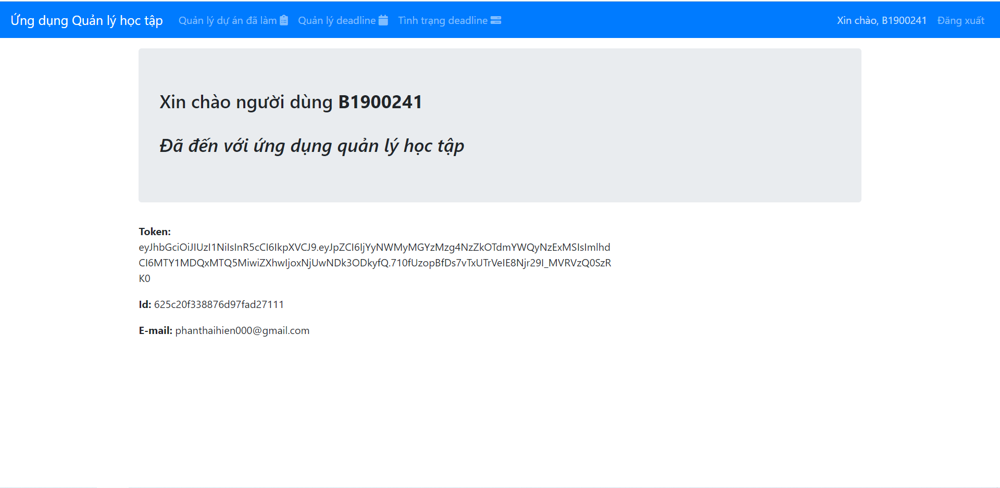 Ứng dụng Quản lý học tập Quản lý dự án đã làm Quản lý deadline Tình trạng deadline Xin chào, B1900241 Đăng xuất
Xin chào người dùng B1900241
Đã đến với ứng dụng quản lý học tập
Token:
eyJhbGciOiJIUzI1NiIsInR5cCI6IkpXVCJ9.eyJpZCI6IjYyNWMyMGYzMzg4NzZkOTdmYWQyNzExMSIsImlhd
CI6MTY1MDQxMTQ5MiwiZXhwIjoxNjUwNDk3ODkyfQ.710fUzopBfDs7vTxUTrVeIE8Njr29I_MVRVzQ0SzR
K0
Id: 625c20f338876d97fad27111
E-mail: phanthaihien000@gmail.com